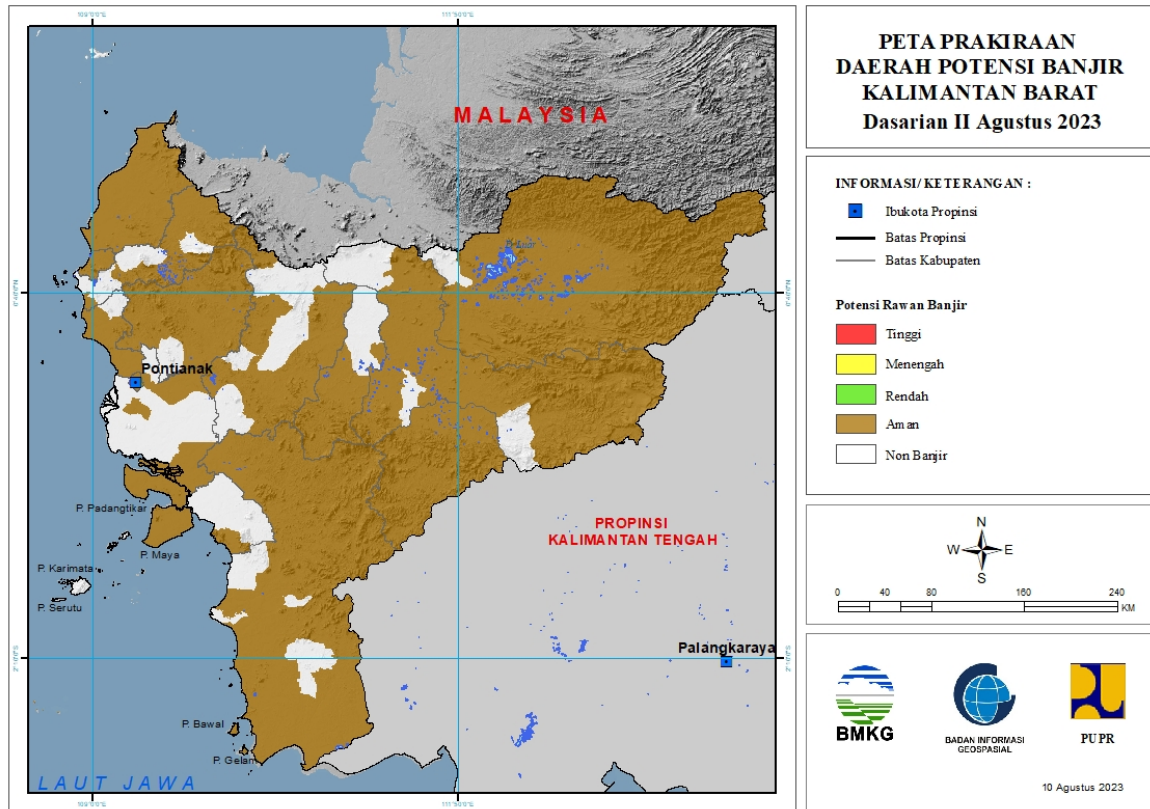 PETA PRAKIRAAN
DAERAH POTENSI BANJIR
KALIMANTAN BARAT
Dasarian II Agustus 2023
INFORMASI/ KETERANGAN :
Ibukota Propinsi
Batas Propinsi
Batas Kabupaten
Potensi Rawan Banjir
Tinggi
Menengah
Rendah
Aman
Non Banjir
N
W E
S
0 40 80 160 240
KM
BMKG
BADAN INFORMASI
GEOSPASIAL
PUPR
10 Agustus 2023
MALAYSIA
Pontianak
P. Padangtikar
P. Maya
P. Karimata
P. Serutu
PROPINSI
KALIMANTAN TENGAH
Palangkaraya
P. Bawal
P. Gelam
LAUT JAWA